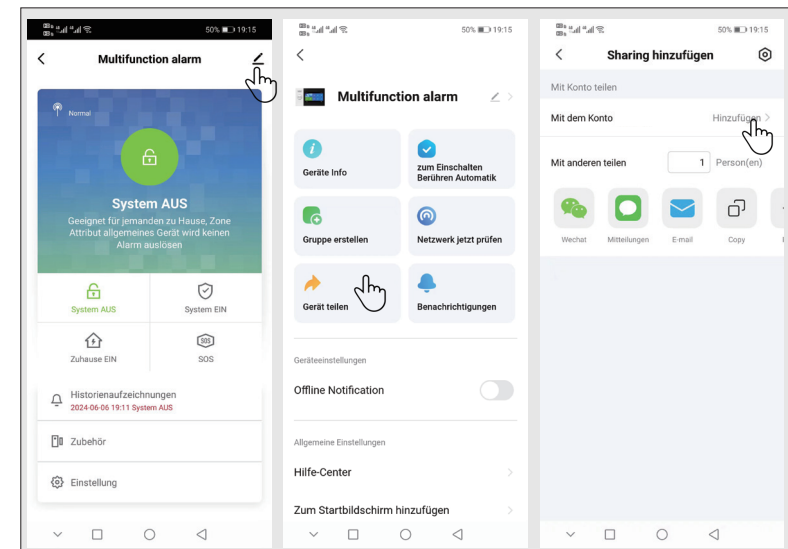 50% 19:15
Multifunction alarm
Normal
System AUS
Geeignet für jemanden zu Hause, Zone
Attribut allgemeines Gerät wird keinen
Alarm auslösen
System AUS
System EIN
Zuhause EIN
SOS
SOS
Historienaufzeichnungen
2024-06-06 19:11 System AUS
Zubehör
Einstellung
50% 19:15
Multifunction alarm
Geräte Info
zum Einschalten
Berühren Automatik
Gruppe erstellen
Netzwerk jetzt prüfen
Gerät teilen
Benachrichtigungen
Geräteeinstellungen
Offline Notification
Allgemeine Einstellungen
Hilfe-Center
Zum Startbildschirm hinzufügen
50% 19:15
Sharing hinzufügen
Mit Konto teilen
Mit dem Konto
Hinzufügen
Mit anderen teilen
1 Person(en)
Wechat
Mitteilungen
E-mail
Copy